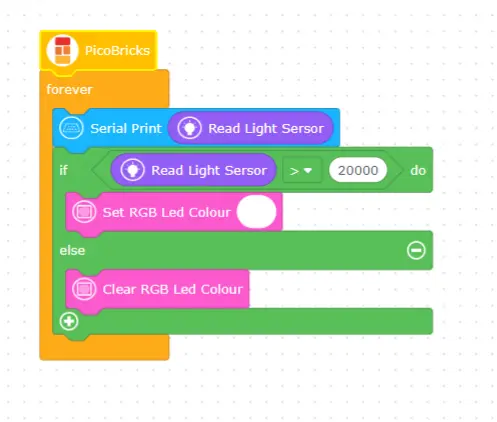 PicoBricks
forever
Serial Print Read Light Sersor
if Read Light Sersor > 20000 do
Set RGB Led Colour
else
Clear RGB Led Colour